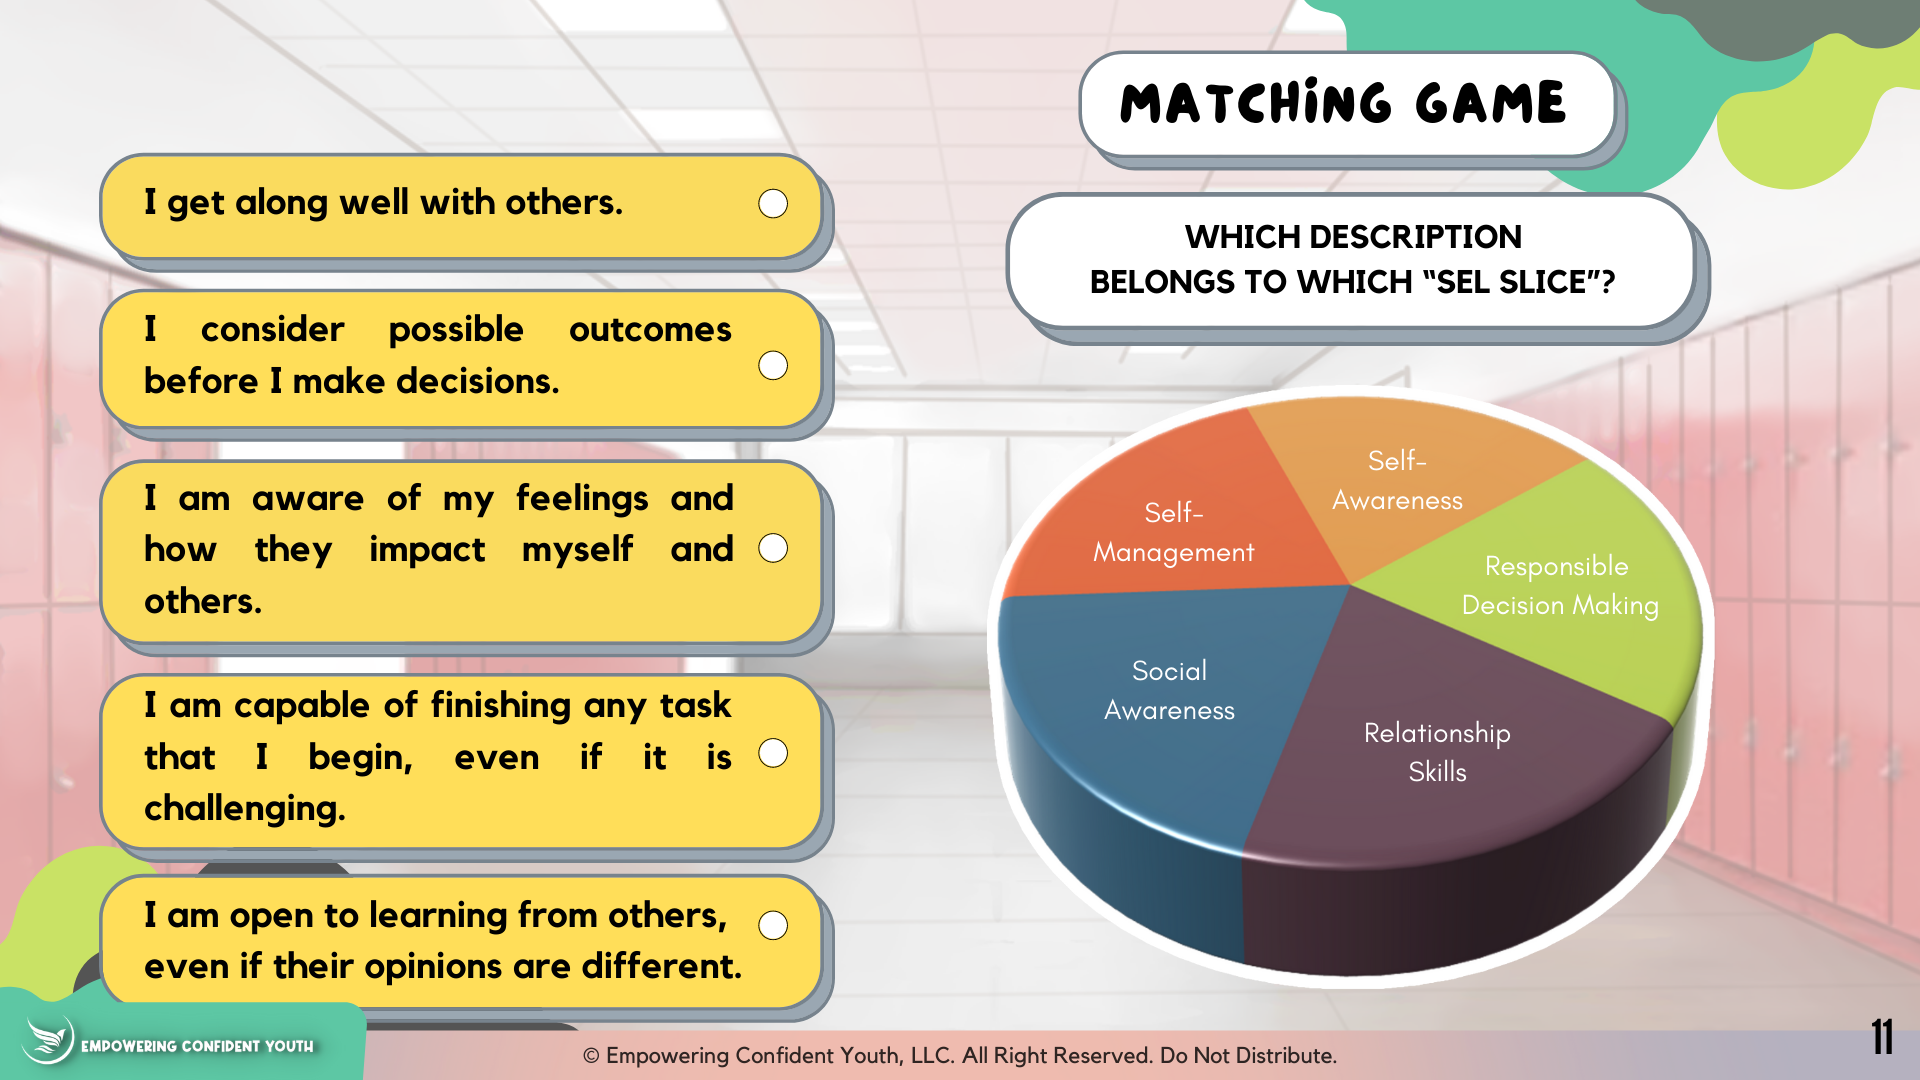 MATCHiNG GAME
WHICH DESCRIPTION
BELONGS TO WHICH “SEL SLICE”?
I get along well with others.
I consider possible outcomes
before I make decisions.
I am aware of my feelings and
how they impact myself and
others.
I am capable of finishing any task
that I begin, even if it is
challenging.
I am open to learning from others,
even if their opinions are different.
Self-
Awareness
Self-
Management
Responsible
Decision Making
Social
Awareness
Relationship
Skills
EMPOWERING CONFIDENT YOUTH
© Empowering Confident Youth, LLC. All Right Reserved. Do Not Distribute.
11